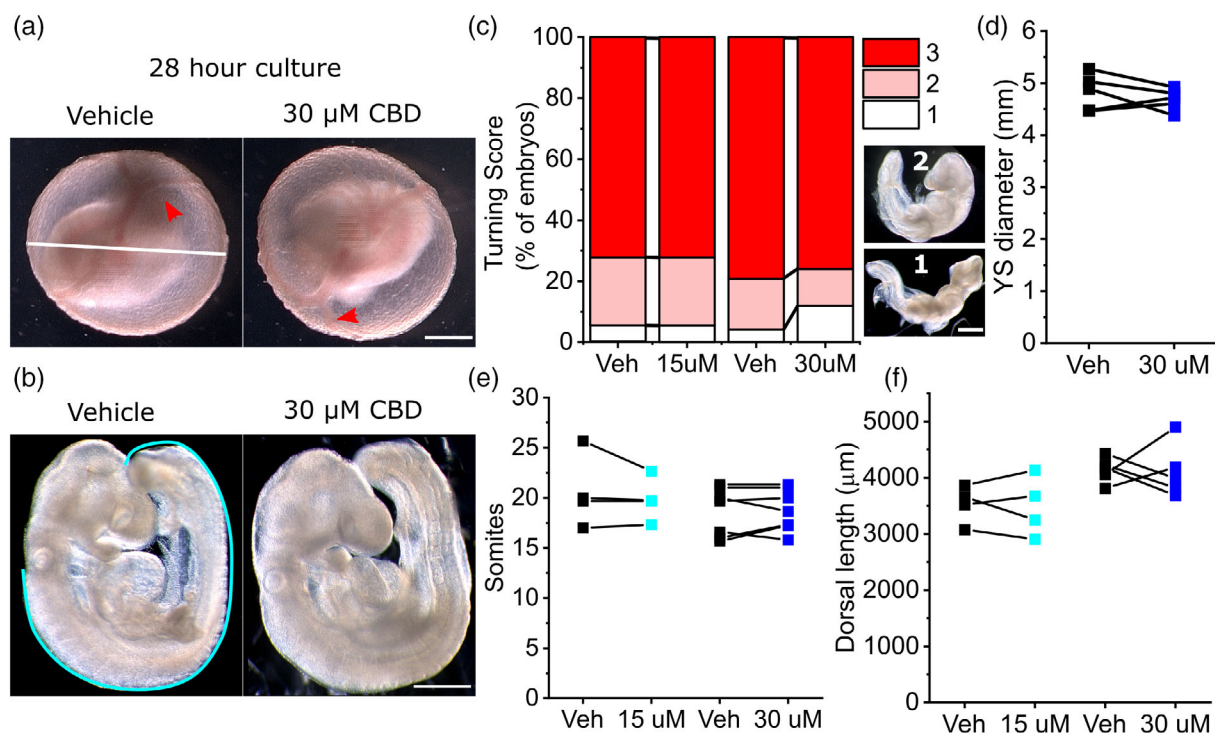 (a)
28 hour culture
Vehicle
30 μM CBD
(b)
Vehicle
30 μM CBD
(c)
Turning Score
(% of embryos)
100
80
60
40
20
0
Veh
15uM
Veh
30uM
3
2
1
2
1
(d)
YS diameter (mm)
6
5
4
3
2
1
0
Veh
30 uM
(e)
Somites
30
25
20
15
10
5
0
Veh
15 uM
Veh
30 uM
(f)
Dorsal length (μm)
5000
4000
3000
2000
1000
0
Veh
15 uM
Veh
30 uM